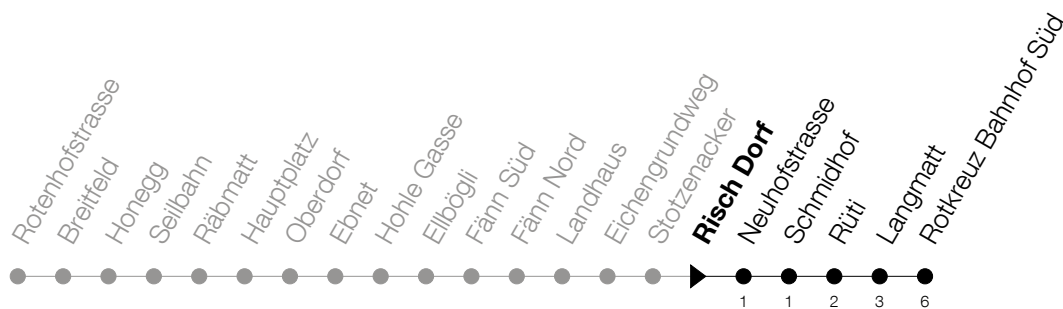 Rotenhofstrasse
Breitfeld
Honegg
Seilbahn
Räbmatt
Hauptplatz
Oberdorf
Ebnet
Hohle Gasse
Ellbögli
Fänn Süd
Fänn Nord
Landhaus
Eichengrundweg
Stotzenacker
Risch Dorf
Neuhofstrasse
Schmidhof
Rüti
Langmatt
Rotkreuz Bahnhof Süd
1 1 2 3 6